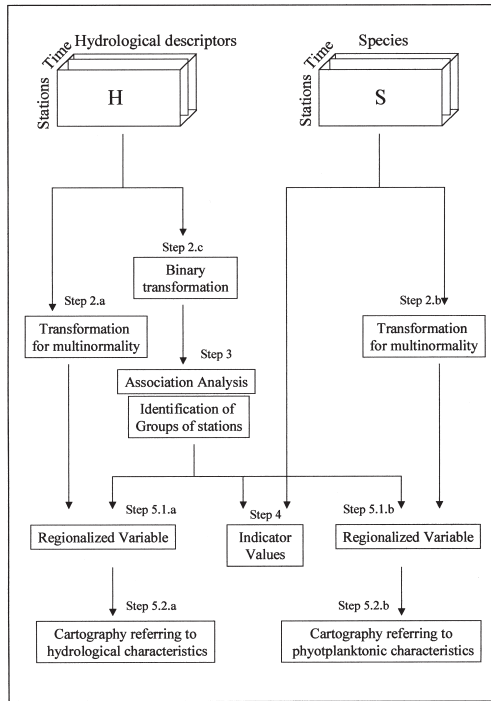 Hydrological descriptors
Time
Stations
H
Species
Time
Stations
S
Step 2.c
Binary
transformation
Step 2.a
Transformation
for multinormality
Step 2.b
Transformation
for multinormality
Step 3
Association Analysis
Identification of
Groups of stations
Step 5.1.a
Regionalized Variable
Step 4
Indicator
Values
Step 5.1.b
Regionalized Variable
Step 5.2.a
Cartography referring to
hydrological characteristics
Step 5.2.b
Cartography referring to
phyotplanktonic characteristics